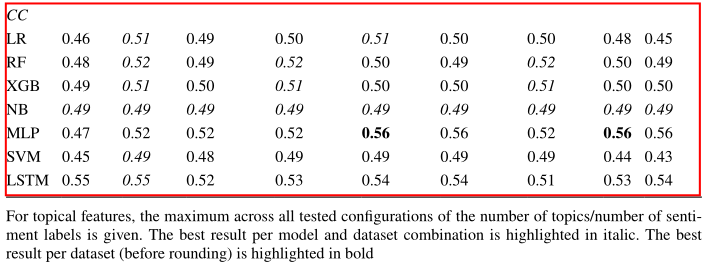 CC
LR 0.46 0.51 0.49 0.50 0.51 0.50 0.50 0.48 0.45
RF 0.48 0.52 0.49 0.52 0.50 0.49 0.52 0.50 0.49
XGB 0.49 0.51 0.50 0.51 0.50 0.50 0.51 0.50 0.50
NB 0.49 0.49 0.49 0.49 0.49 0.49 0.49 0.49 0.49
MLP 0.47 0.52 0.52 0.52 0.56 0.56 0.52 0.56 0.56
SVM 0.45 0.49 0.48 0.49 0.49 0.49 0.49 0.44 0.43
LSTM 0.55 0.55 0.52 0.53 0.54 0.54 0.51 0.53 0.54
For topical features, the maximum across all tested configurations of the number of topics/number of senti-
ment labels is given. The best result per model and dataset combination is highlighted in italic. The best
result per dataset (before rounding) is highlighted in bold